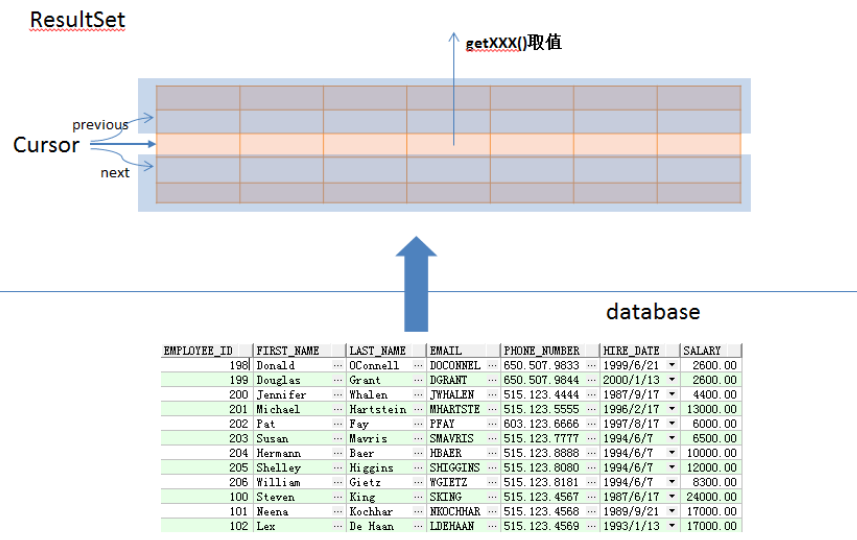 ResultSet
getXXX()取值
previous
Cursor
next
database
EMPLOYEE_ID FIRST_NAME LAST_NAME EMAIL PHONE_NUMBER HIRE_DATE SALARY
198 Donald ... OConnell ... DOCONNEL ... 650.507.9833 ... 1999/6/21 2600.00
199 Douglas ... Grant ... DGRANT ... 650.507.9844 ... 2000/1/13 2600.00
200 Jennifer ... Whalen ... JWHALEN ... 515.123.4444 ... 1987/9/17 4400.00
201 Michael ... Hartstein ... MHARTSTE ... 515.123.5555 ... 1996/2/17 13000.00
202 Pat ... Fay ... PFAY ... 603.123.6666 ... 1997/8/17 6000.00
203 Susan ... Mavris ... SMAVRIS ... 515.123.7777 ... 1994/6/7 6500.00
204 Hermann ... Baer ... HBAER ... 515.123.8888 ... 1994/6/7 10000.00
205 Shelley ... Higgins ... SHIGGINS ... 515.123.8080 ... 1994/6/7 12000.00
206 William ... Gietz ... WGIETZ ... 515.123.8181 ... 1994/6/7 8300.00
100 Steven ... King ... SKING ... 515.123.4567 ... 1987/6/17 24000.00
101 Neena ... Kochhar ... NKOCHHAR ... 515.123.4568 ... 1989/9/21 17000.00
102 Lex ... De Haan ... LDEHAAN ... 515.123.4569 ... 1993/1/13 17000.00